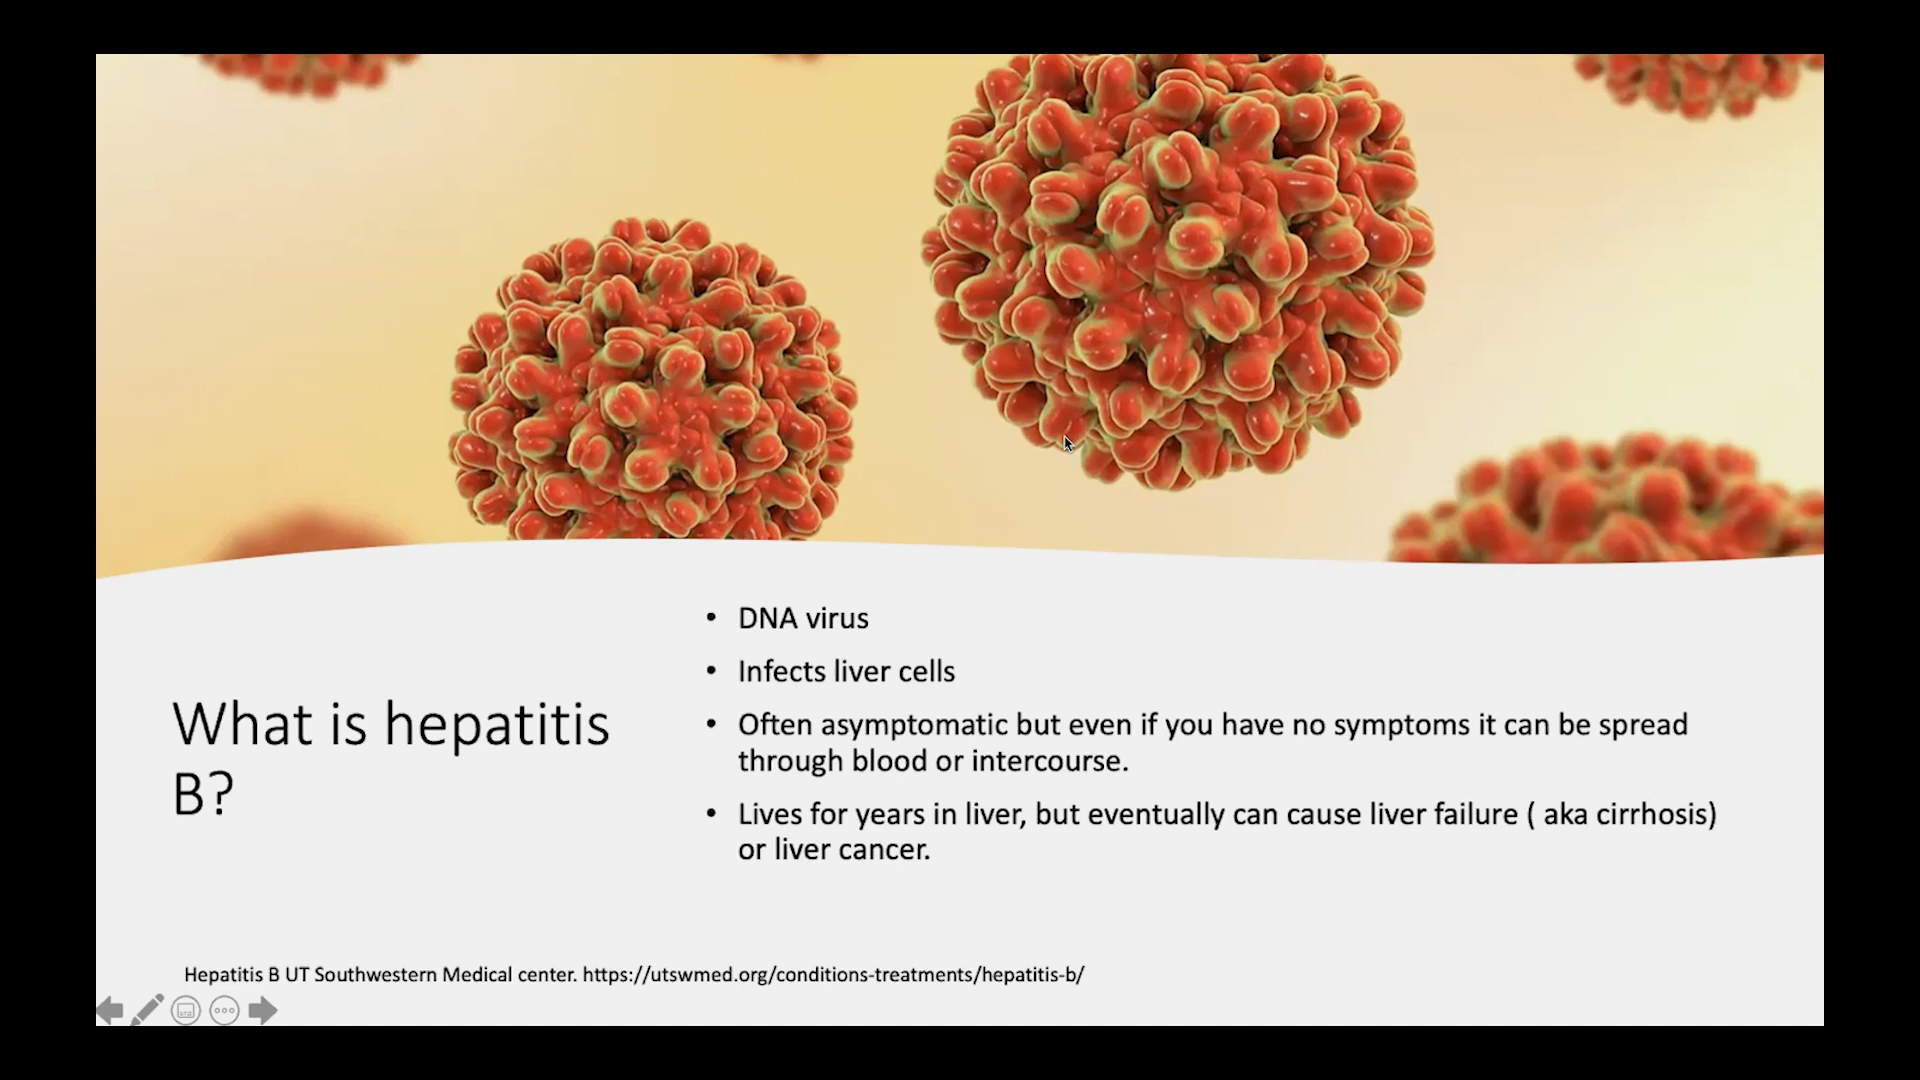 What is hepatitis
B?
• DNA virus
• Infects liver cells
• Often asymptomatic but even if you have no symptoms it can be spread
through blood or intercourse.
• Lives for years in liver, but eventually can cause liver failure ( aka cirrhosis)
or liver cancer.
Hepatitis B UT Southwestern Medical center. https://utswmed.org/conditions-treatments/hepatitis-b/